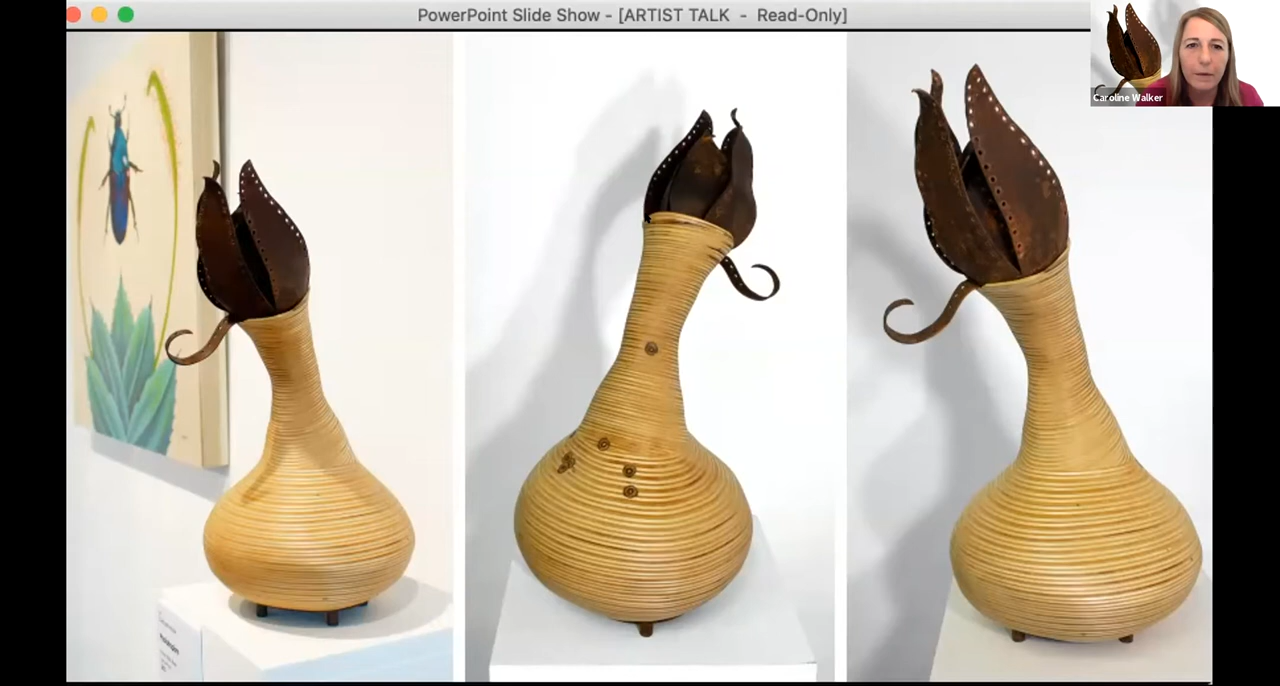 PowerPoint Slide Show - [ARTIST TALK - Read-Only]
Caroline Walker